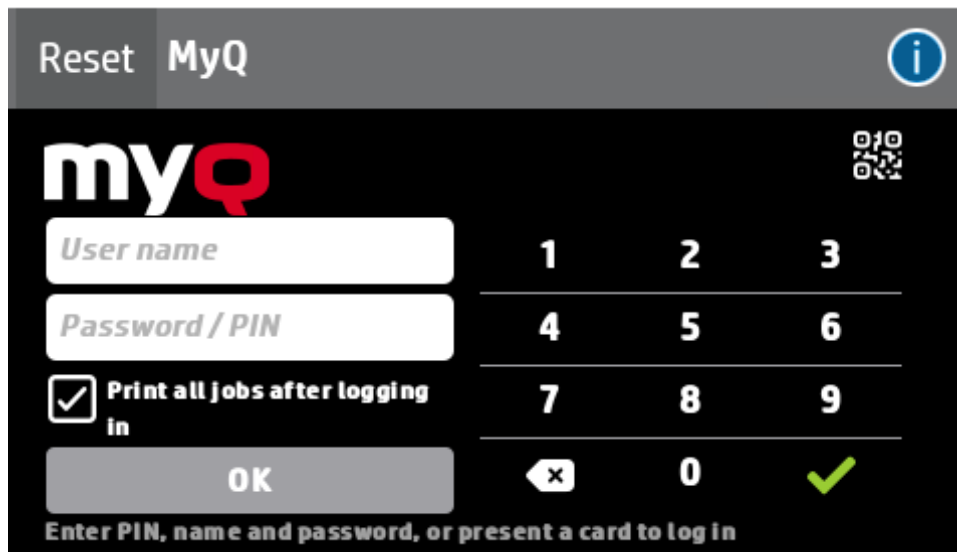 Reset MyQ i
myQ
User name
Password / PIN
Print all jobs after logging
in
OK
1 2 3
4 5 6
7 8 9
0
Enter PIN, name and password, or present a card to log in